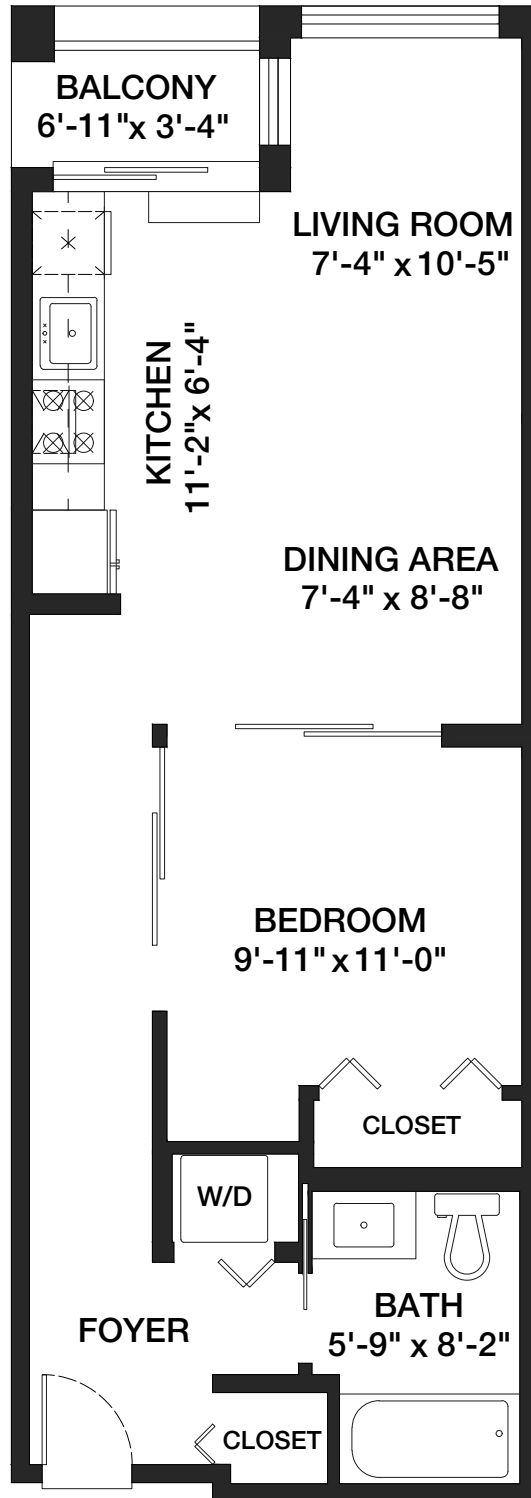 BALCONY
6'-11"x 3'-4"
LIVING ROOM
7'-4" x 10'-5"
KITCHEN
11'-2"x 6'-4"
DINING AREA
7'-4" x 8'-8"
BEDROOM
9'-11" x 11'-0"
CLOSET
W/D
BATH
5'-9" x 8'-2"
FOYER
CLOSET